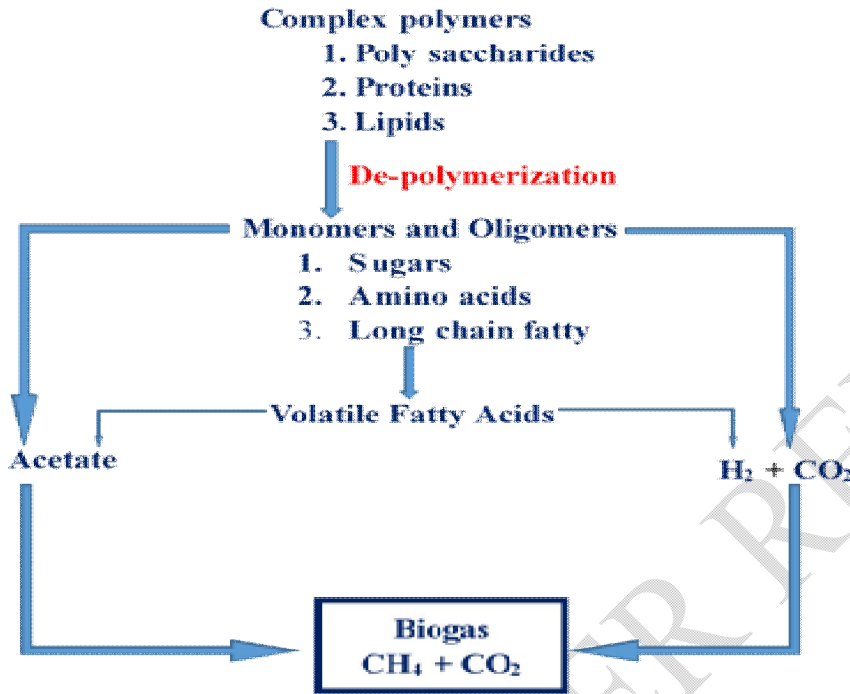 Complex polymers
1. Poly saccharides
2. Proteins
3. Lipids
De-polymerization
Monomers and Oligomers
1. Sugars
2. Amino acids
3. Long chain fatty
Volatile Fatty Acids
Acetate
H₂ + CO₂
Biogas
CH₄ + CO₂